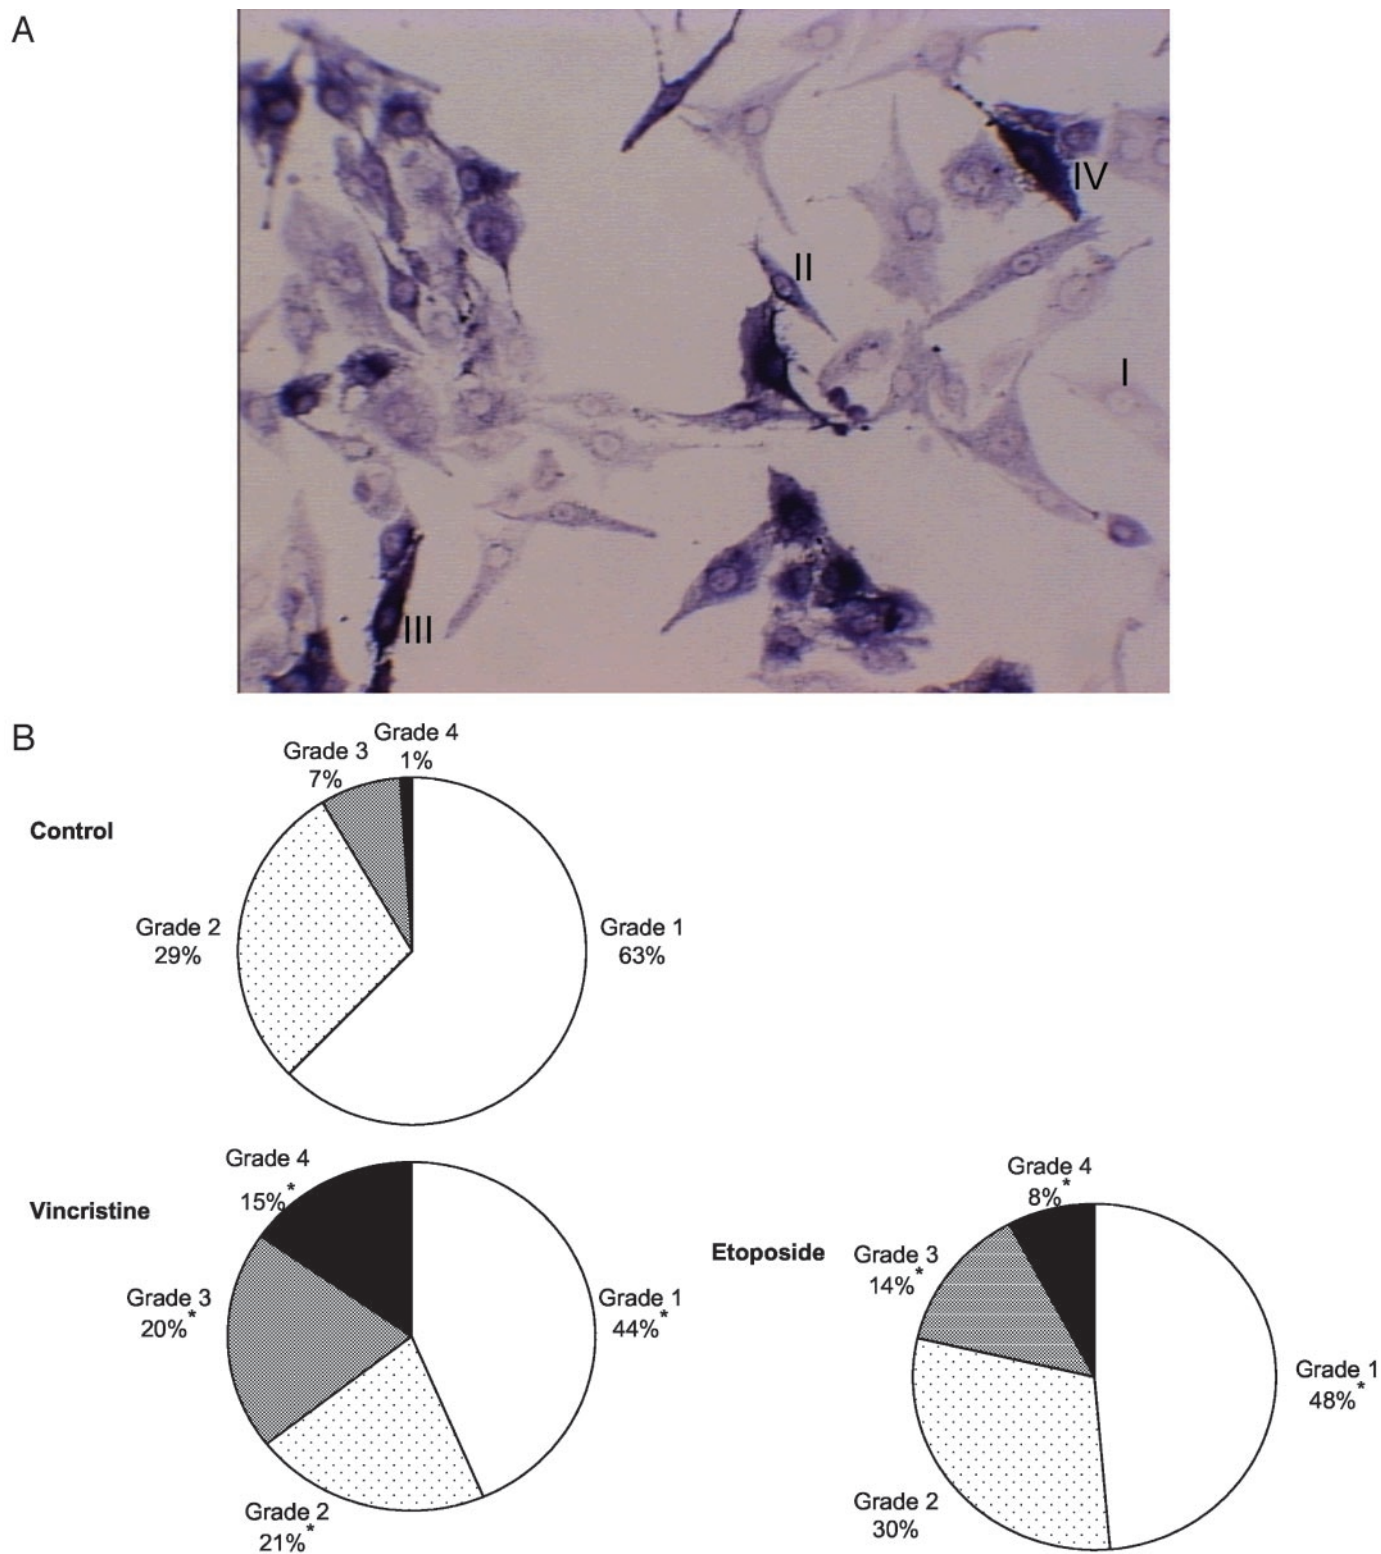 A
IV
II
I
III
B
Grade 4
1%
Grade 3
7%
Control
Grade 2
29%
Grade 1
63%
Grade 4
15%*
Vincristine
Grade 3
20%*
Grade 1
44%*
Grade 2
21%*
Grade 4
8%*
Etoposide
Grade 3
14%*
Grade 1
48%*
Grade 2
30%